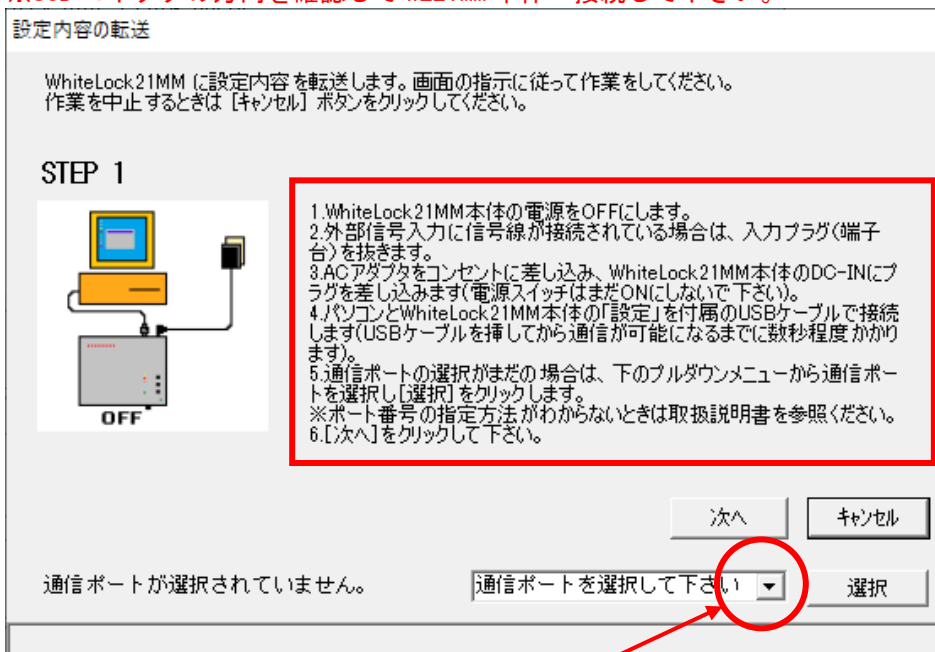 設定内容の転送
WhiteLock21MM に設定内容を転送します。画面の指示に従って作業をしてください。
作業を中止するときは [キャンセル] ボタンをクリックしてください。
STEP 1
1.WhiteLock21MM本体の電源をOFFにします。
2.外部信号入力に信号線が接続されている場合は、入力プラグ(端子
台)を抜きます。
3.ACアダプタをコンセントに差し込み、WhiteLock21MM本体のDC-INにプ
ラグを差し込みます(電源スイッチはまだONにしないで下さい)。
4.パソコンとWhiteLock21MM本体の「設定」を付属のUSBケーブルで接続
します(USBケーブルを挿してから通信が可能になるまでに数秒程度かかり
ます)。
5.通信ポートの選択がまだの場合は、下のプルダウンメニューから通信ポー
トを選択し[選択]をクリックします。
※ポート番号の指定方法がわからないときは取扱説明書を参照ください。
6.[次へ]をクリックして下さい。
OFF
次へ
キャンセル
通信ポートが選択されていません。
通信ポートを選択して下さい
選択